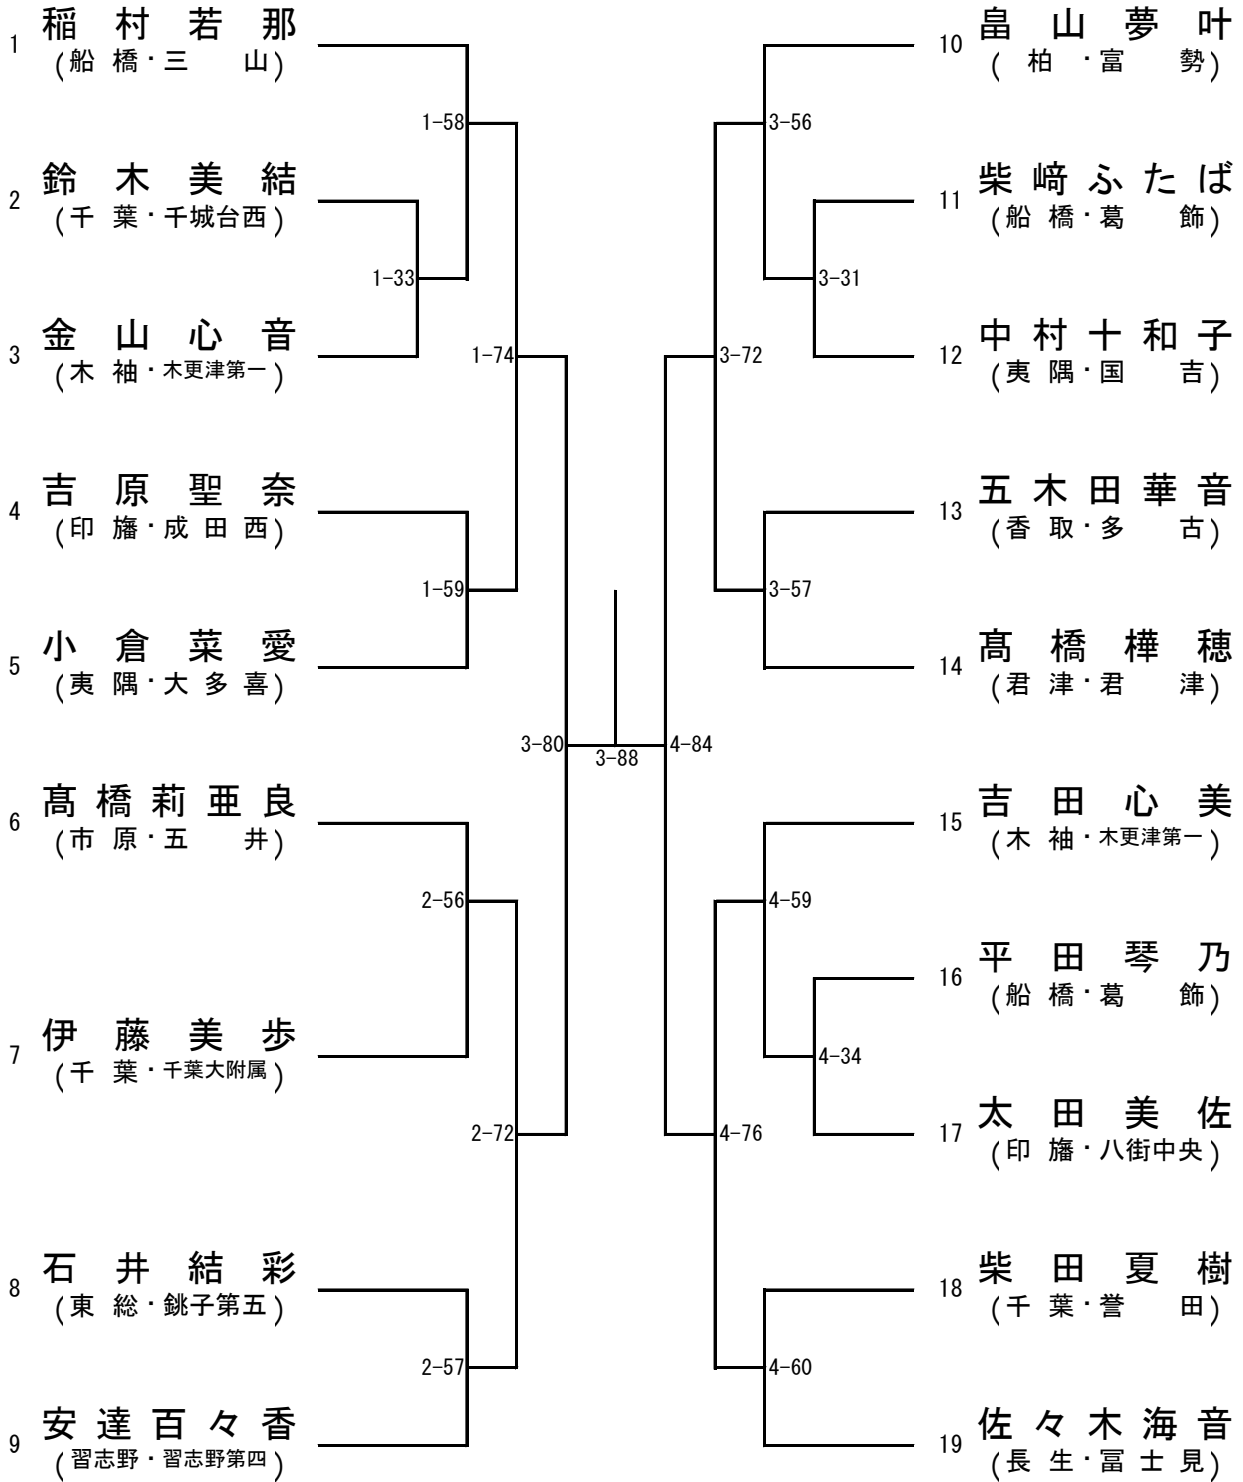 1 稲村若那
(船橋・三山)
1-58
2 鈴木美結
(千葉・千城台西)
1-33
3 金山心音
(木袖・木更津第一)
1-74
4 吉原聖奈
(印旛・成田西)
1-59
5 小倉菜愛
(夷隅・大多喜)
3-80
6 髙橋莉亜良
(市原・五井)
2-56
7 伊藤美歩
(千葉・千葉大附属)
2-72
8 石井結彩
(東総・銚子第五)
2-57
9 安達百々香
(習志野・習志野第四)
3-88
10 畠山夢叶
(柏・富勢)
3-56
11 柴﨑ふたば
(船橋・葛飾)
3-31
12 中村十和子
(夷隅・国吉)
3-72
13 五木田華音
(香取・多古)
3-57
14 髙橋樺穂
(君津・君津)
4-84
15 吉田心美
(木袖・木更津第一)
4-59
16 平田琴乃
(船橋・葛飾)
4-34
17 太田美佐
(印旛・八街中央)
4-76
18 柴田夏樹
(千葉・誉田)
4-60
19 佐々木海音
(長生・冨士見)